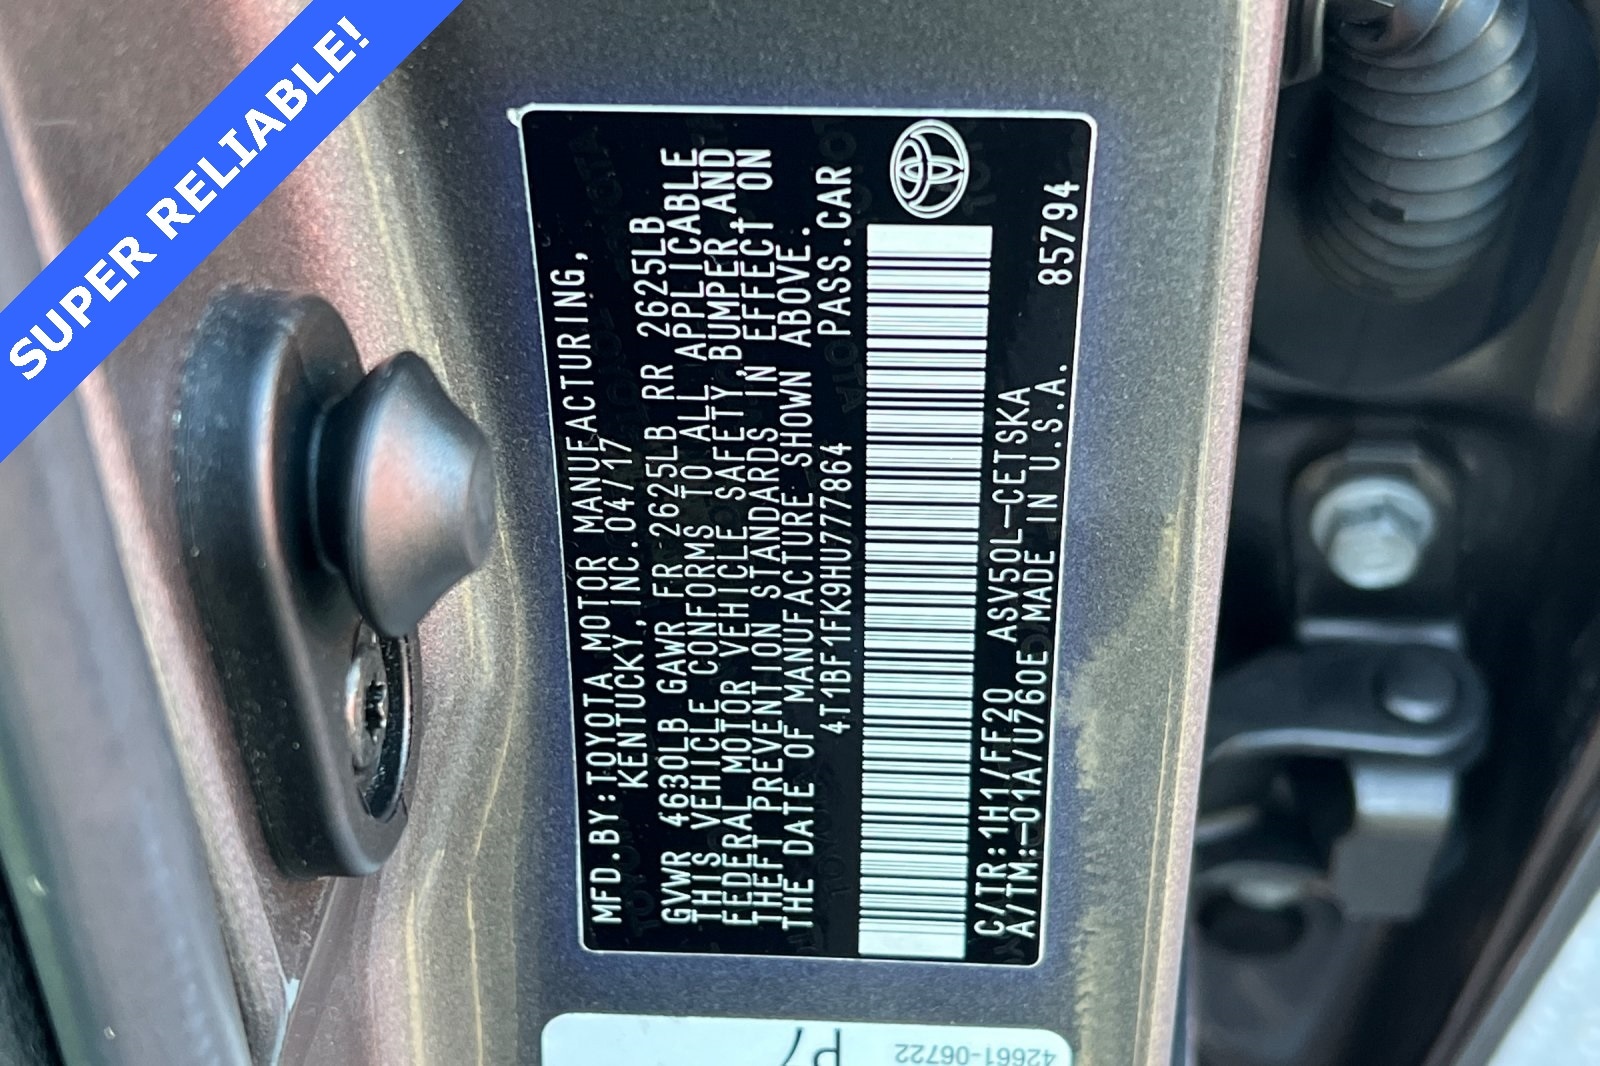 SUPER RELIABLE!
MFD.BY:TOYOTA MOTOR MANUFACTURING,
KENTUCKY,INC.04/17
GVWR 4630LB GAWR FR 2625LB RR 2625LB
THIS VEHICLE CONFORMS TO ALL APPLICABLE
FEDERAL MOTOR VEHICLE SAFETY,BUMPER,AND
THEFT PREVENTION STANDARDS IN EFFECT ON
THE DATE OF MANUFACTURE SHOWN ABOVE.
4T1BF1FK9HU777864 PASS.CAR
C/TR:1H1/FF20 ASV50L-CETSKA
A/TM:-01A/U760E MADE IN U.S.A. 85794
42661-06722